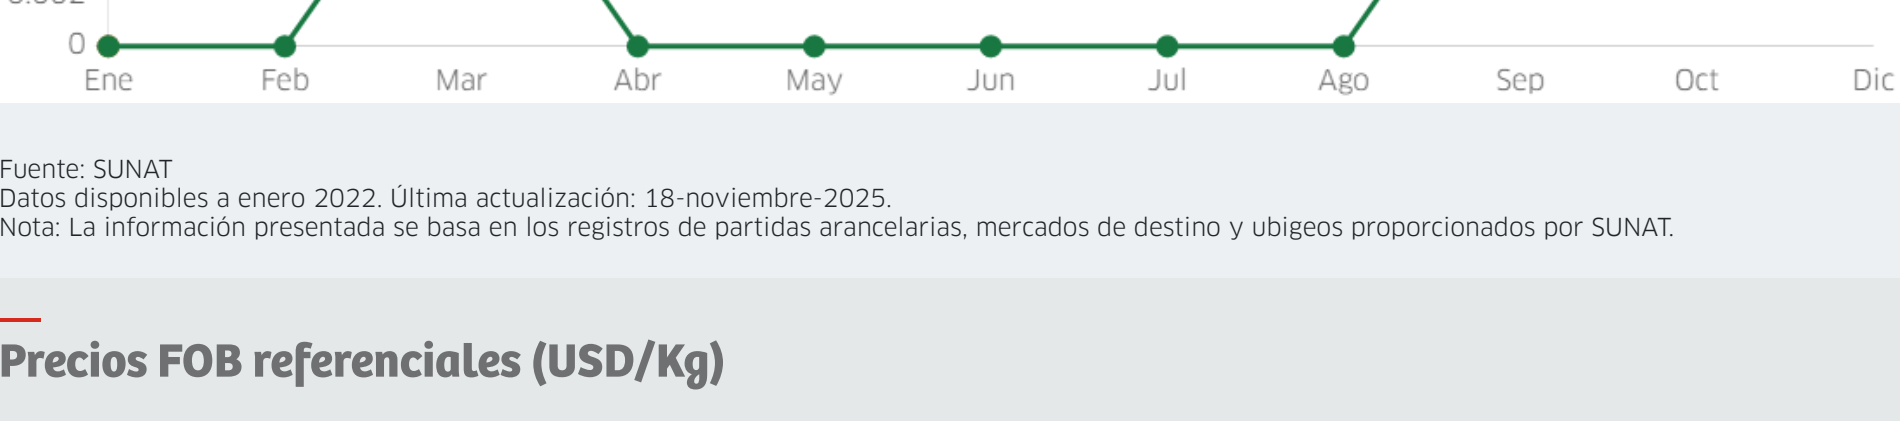 0
Ene Feb Mar Abr May Jun Jul Ago Sep Oct Dic
Fuente: SUNAT
Datos disponibles a enero 2022. Última actualización: 18-noviembre-2025.
Nota: La información presentada se basa en los registros de partidas arancelarias, mercados de destino y ubigeos proporcionados por SUNAT.
Precios FOB referenciales (USD/Kg)